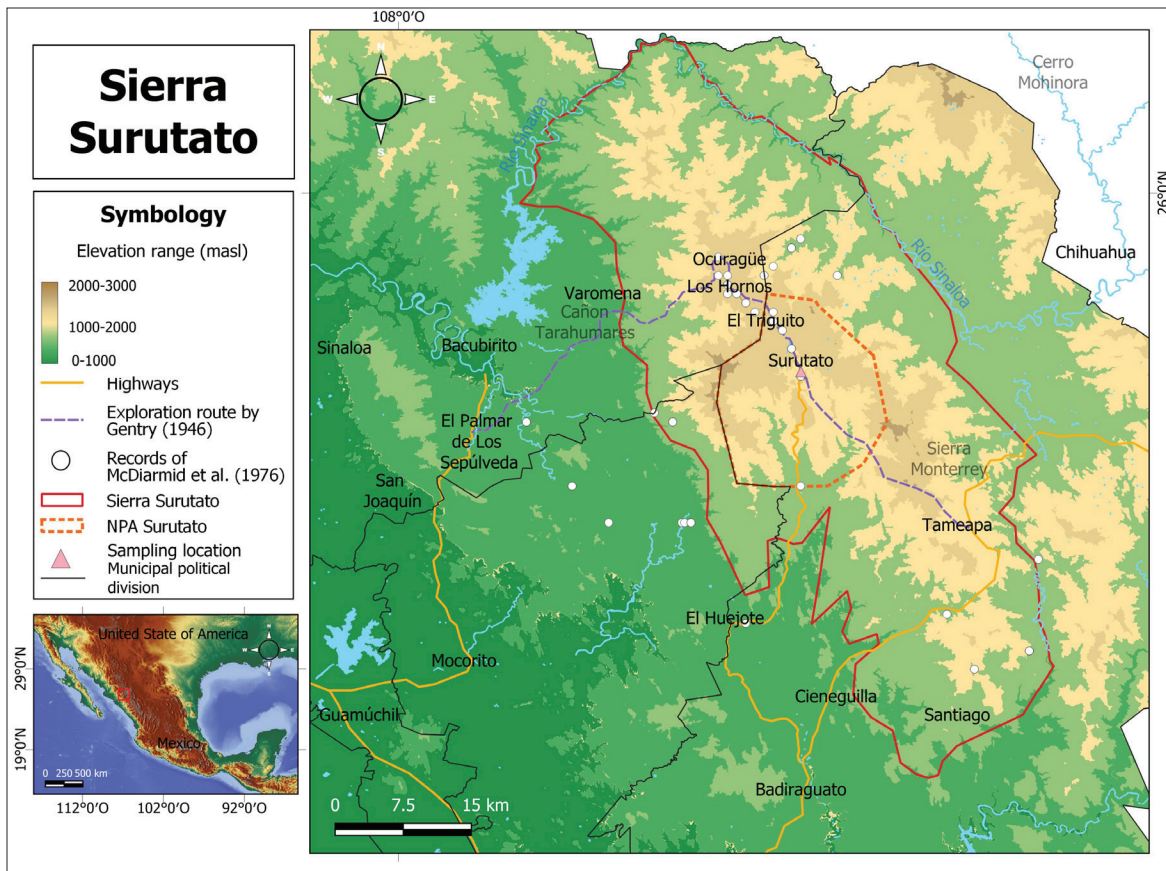 Sierra
Surutato
N
W
E
S
Symbology
Elevation range (masl)
2000-3000
1000-2000
0-1000
Highways
Exploration route by
Gentry (1946)
Records of
McDiarmid et al. (1976)
Sierra Surutato
NPA Surutato
Sampling location
Municipal political
division
United State of America
N
W
E
S
Mexico
29°0'N
19°0'N
0 250 500 km
112°0'O
102°0'O
92°0'O
108°0'O
26°0'N
N
W
E
S
Río Sinaloa
Cerro
Mohinora
Chihuahua
Río Sinaloa
Ocuragüe
Los Hornos
Varomena
Cañon
Tarahumares
El Triguito
Sinaloa
Bacubirito
Surutato
El Palmar
de Los
Sepúlveda
Sierra
Monterrey
San
Joaquín
Tameapa
El Huejote
Mocorito
Cieneguilla
Guamúchil
Santiago
Badiraguato
0 7.5 15 km